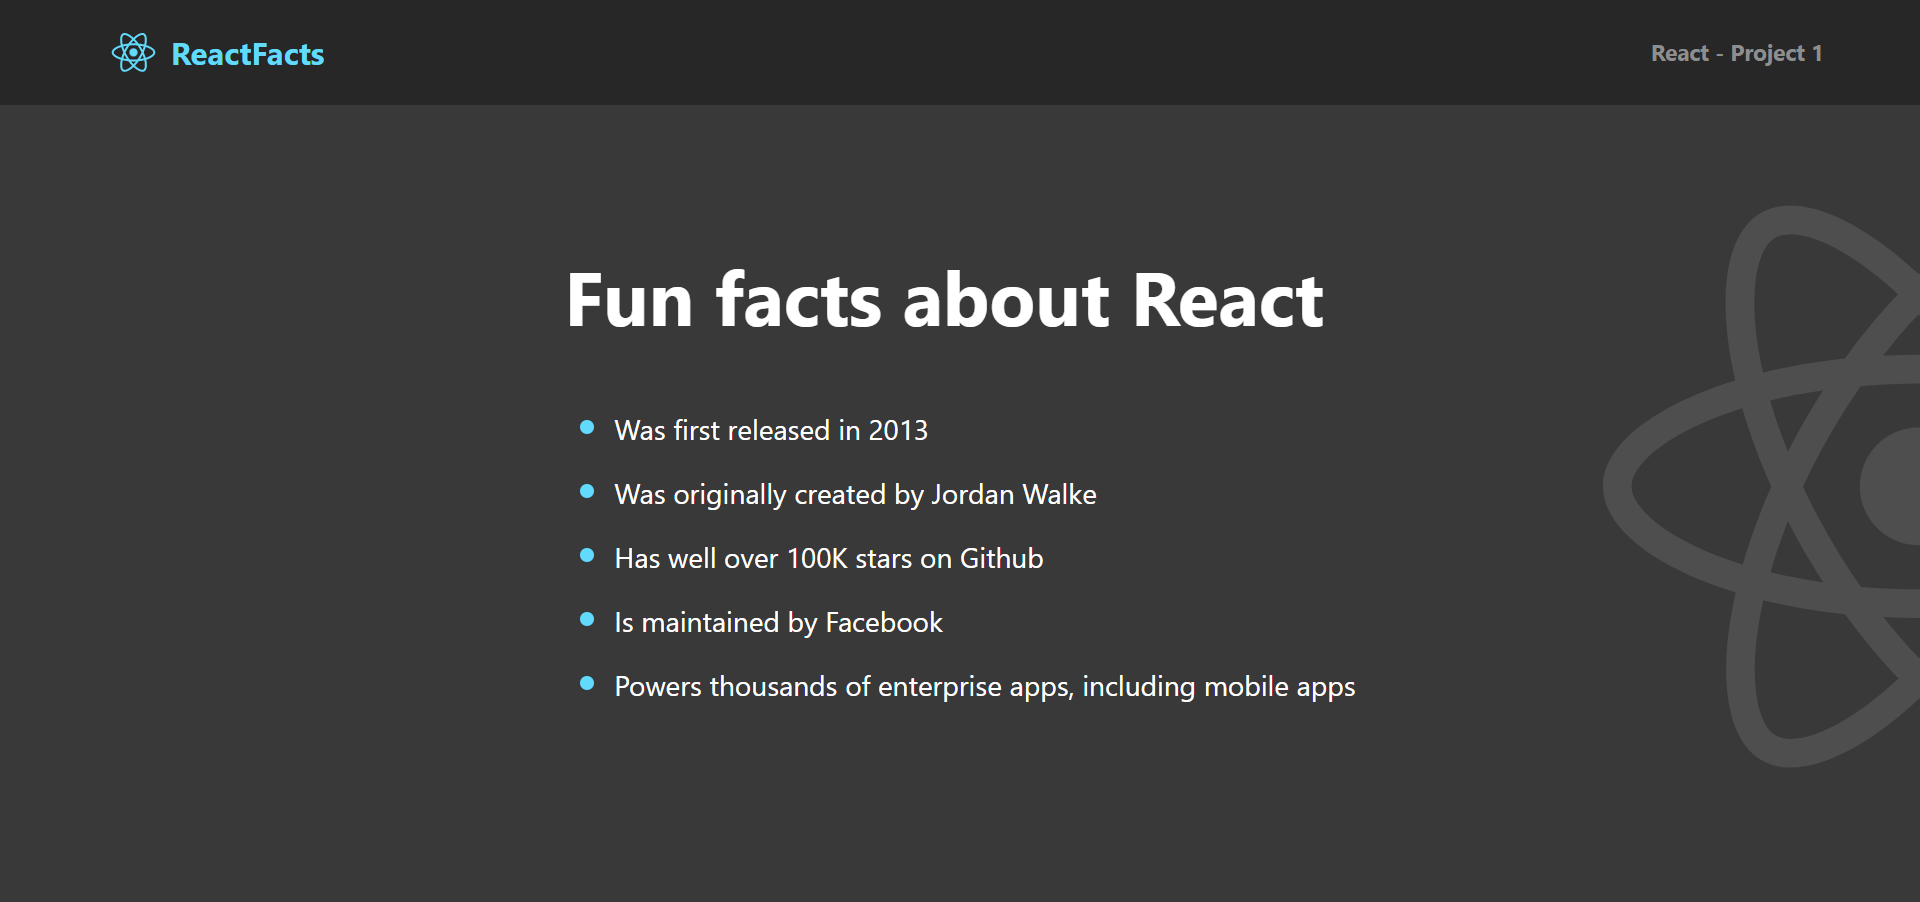 ReactFacts
React - Project 1
Fun facts about React
Was first released in 2013
Was originally created by Jordan Walke
Has well over 100K stars on Github
Is maintained by Facebook
Powers thousands of enterprise apps, including mobile apps